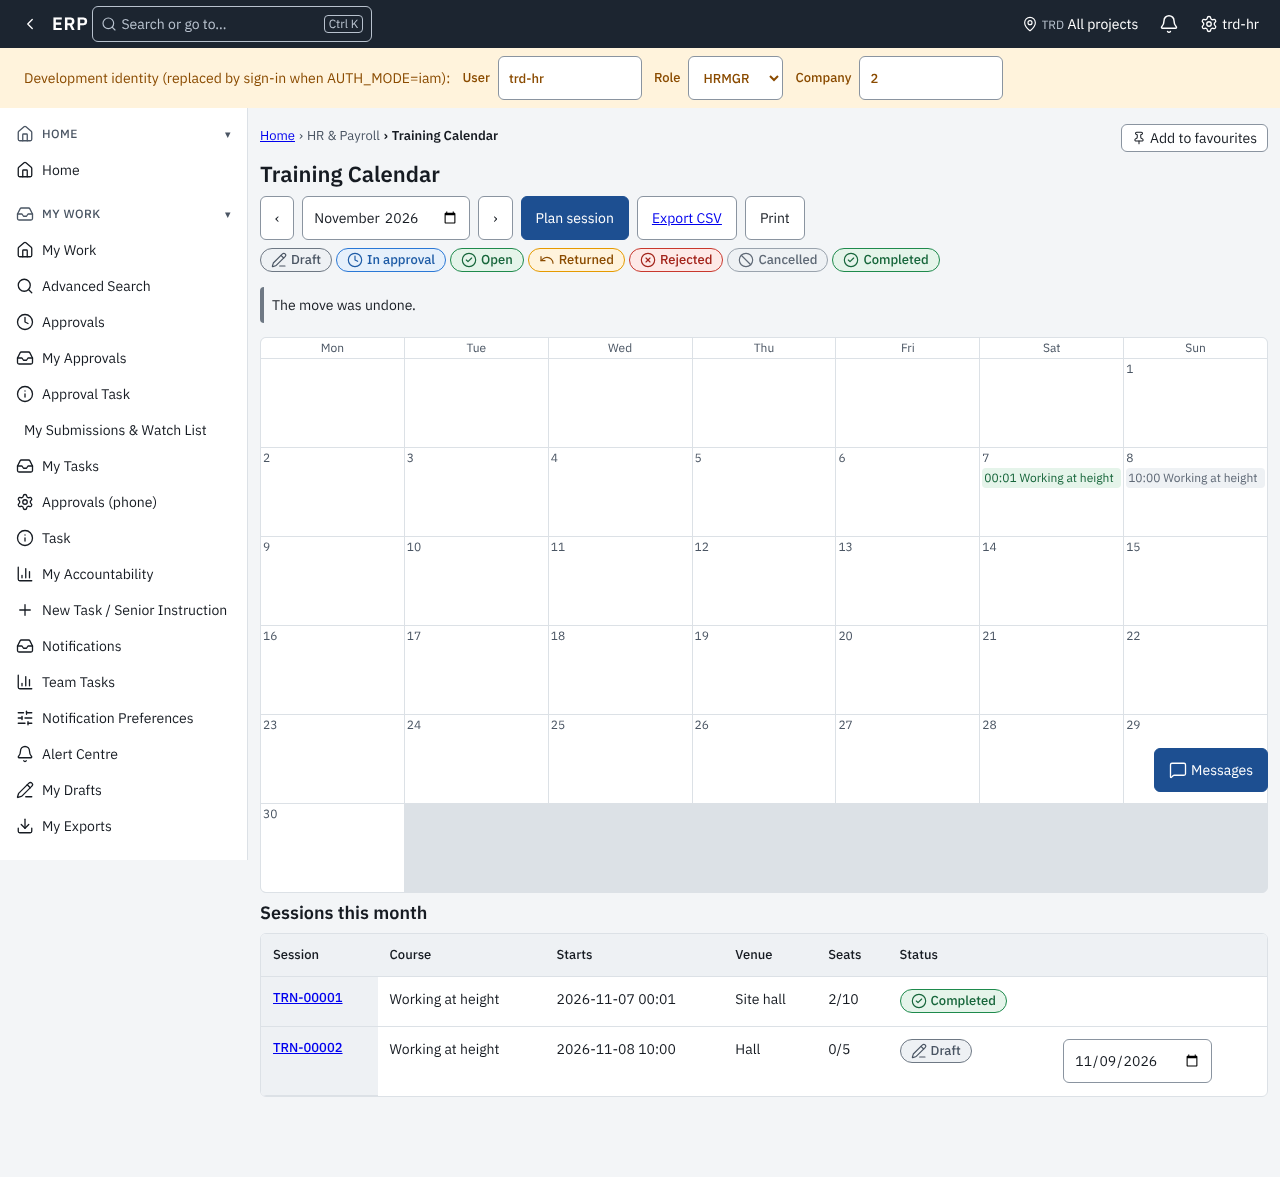 ERP Search or go to... Ctrl K TRD All projects trd-hr
Development identity (replaced by sign-in when AUTH_MODE=iam): User trd-hr Role HRMGR Company 2
HOME
Home
MY WORK
My Work
Advanced Search
Approvals
My Approvals
Approval Task
My Submissions & Watch List
My Tasks
Approvals (phone)
Task
My Accountability
New Task / Senior Instruction
Notifications
Team Tasks
Notification Preferences
Alert Centre
My Drafts
My Exports
Home › HR & Payroll › Training Calendar
Add to favourites
Training Calendar
‹ November 2026 › Plan session Export CSV Print
Draft In approval Open Returned Rejected Cancelled Completed
The move was undone.
Mon Tue Wed Thu Fri Sat Sun
1
2 3 4 5 6 7 8
00:01 Working at height 10:00 Working at height
9 10 11 12 13 14 15
16 17 18 19 20 21 22
23 24 25 26 27 28 29
Messages
30
Sessions this month
Session Course Starts Venue Seats Status
TRN-00001 Working at height 2026-11-07 00:01 Site hall 2/10 Completed
TRN-00002 Working at height 2026-11-08 10:00 Hall 0/5 Draft 11/09/2026